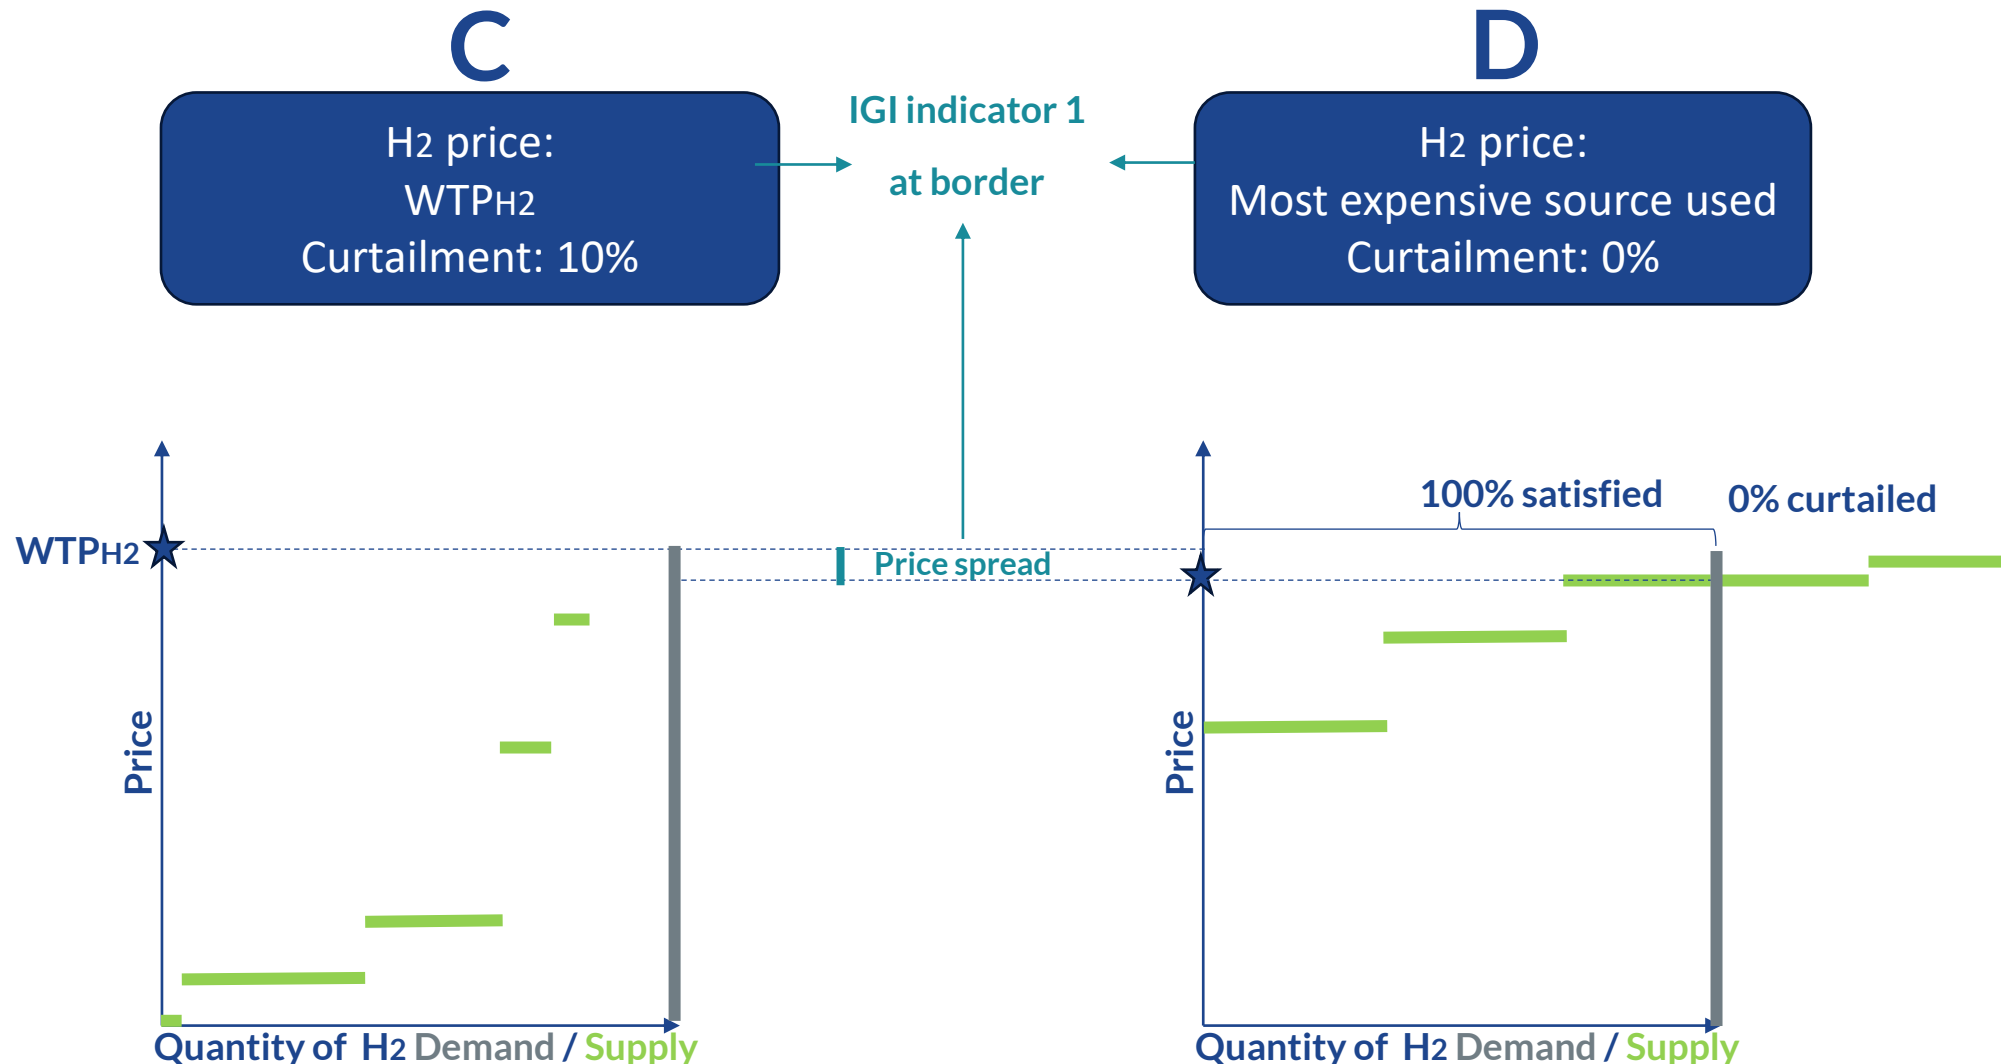 C
H2 price:
WTPH2
Curtailment: 10%
IGI indicator 1
at border
D
H2 price:
Most expensive source used
Curtailment: 0%
WTPH2
Price spread
100% satisfied
0% curtailed
Price
Price
Quantity of H2 Demand / Supply
Quantity of H2 Demand / Supply